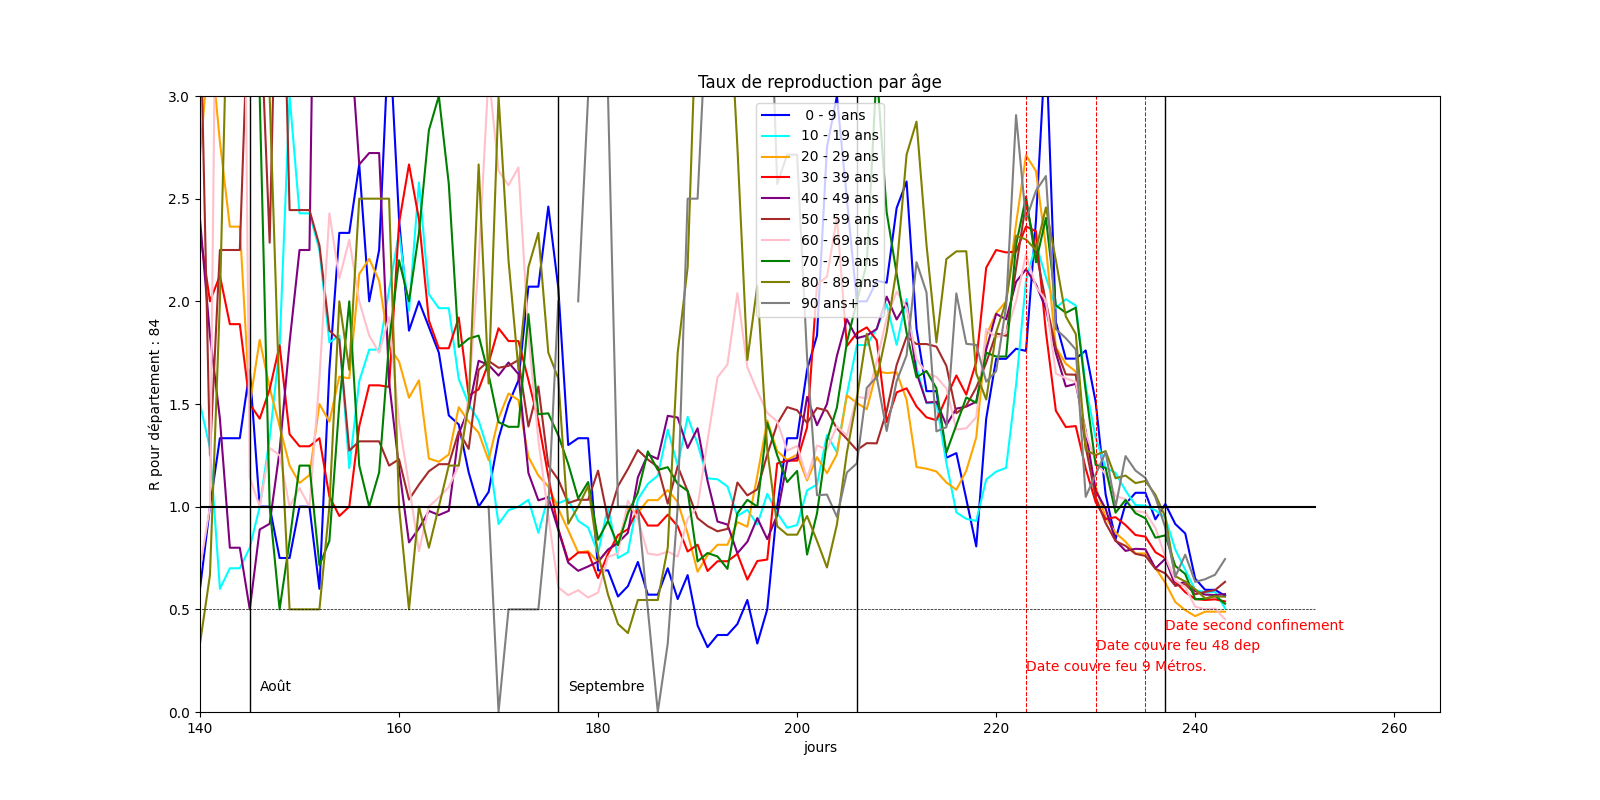 Taux de reproduction par âge
R pour département : 84
3.0
2.5
2.0
1.5
1.0
0.5
0.0
0 - 9 ans
10 - 19 ans
20 - 29 ans
30 - 39 ans
40 - 49 ans
50 - 59 ans
60 - 69 ans
70 - 79 ans
80 - 89 ans
90 ans+
Date second confinement
Date couvre feu 48 dep
Date couvre feu 9 Métros.
Août
Septembre
140
160
180
200
220
240
260
jours